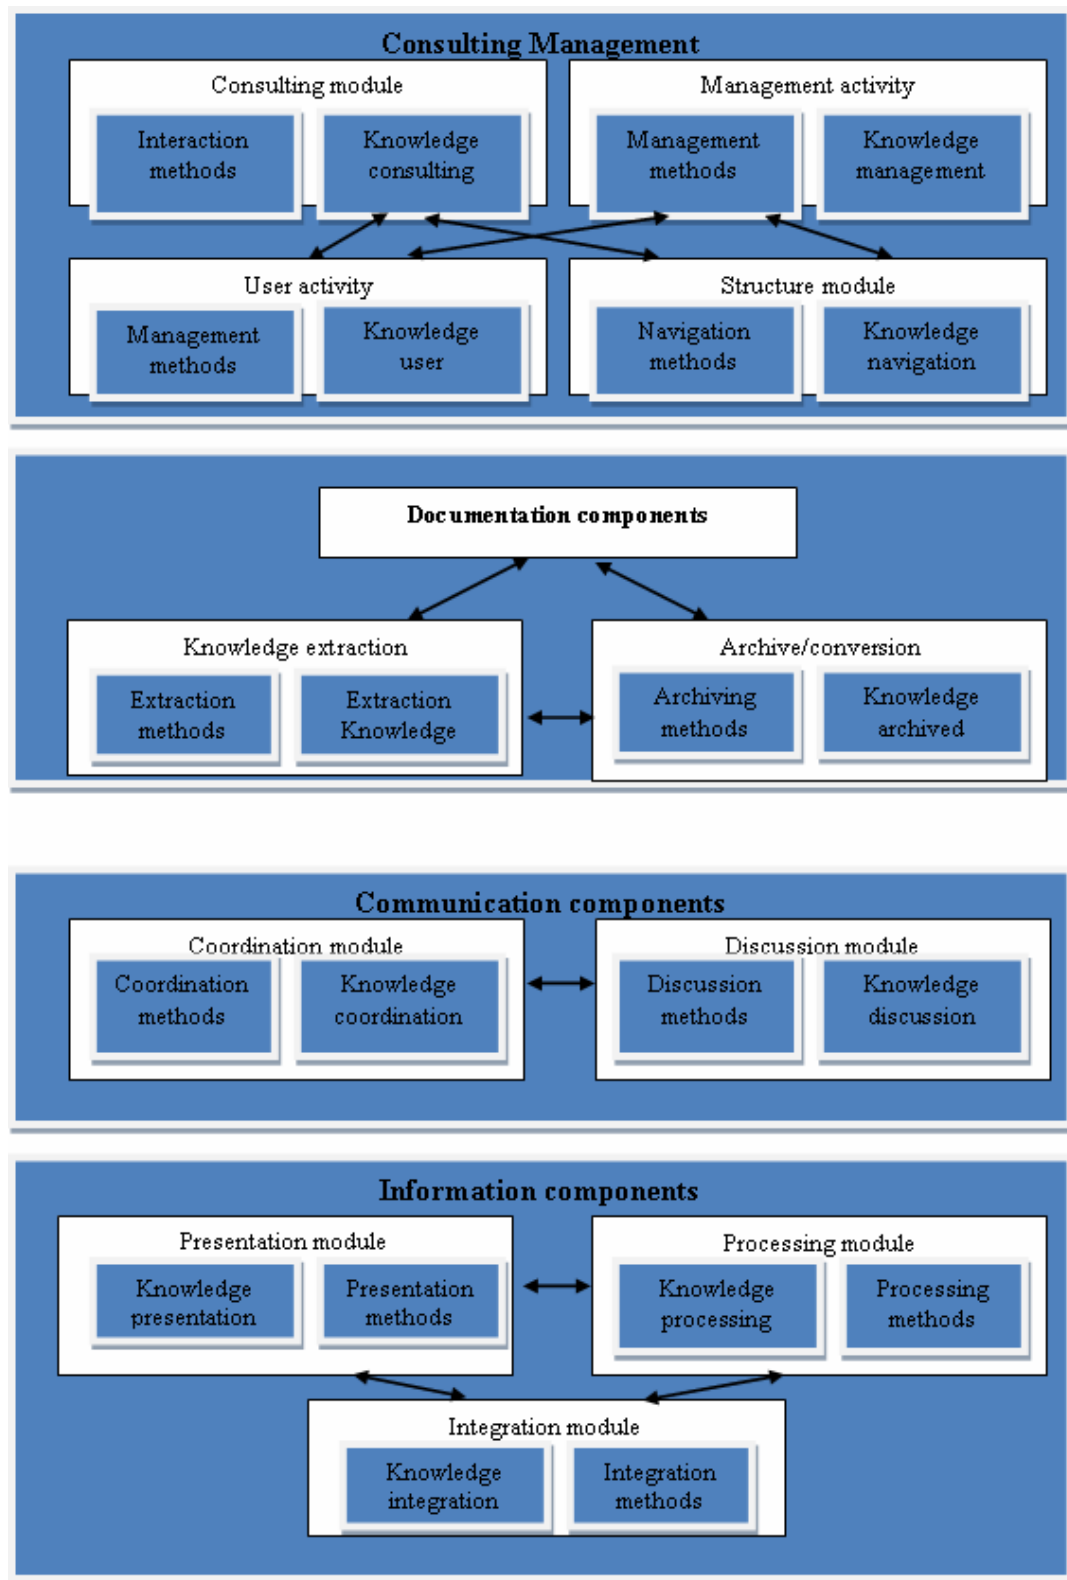 Consulting Management
Consulting module
Interaction
methods
Knowledge
consulting
Management activity
Management
methods
Knowledge
management
User activity
Management
methods
Knowledge
user
Structure module
Navigation
methods
Knowledge
navigation
Documentation components
Knowledge extraction
Extraction
methods
Extraction
Knowledge
Archive/conversion
Archiving
methods
Knowledge
archived
Communication components
Coordination module
Coordination
methods
Knowledge
coordination
Discussion module
Discussion
methods
Knowledge
discussion
Information components
Presentation module
Knowledge
presentation
Presentation
methods
Processing module
Knowledge
processing
Processing
methods
Integration module
Knowledge
integration
Integration
methods